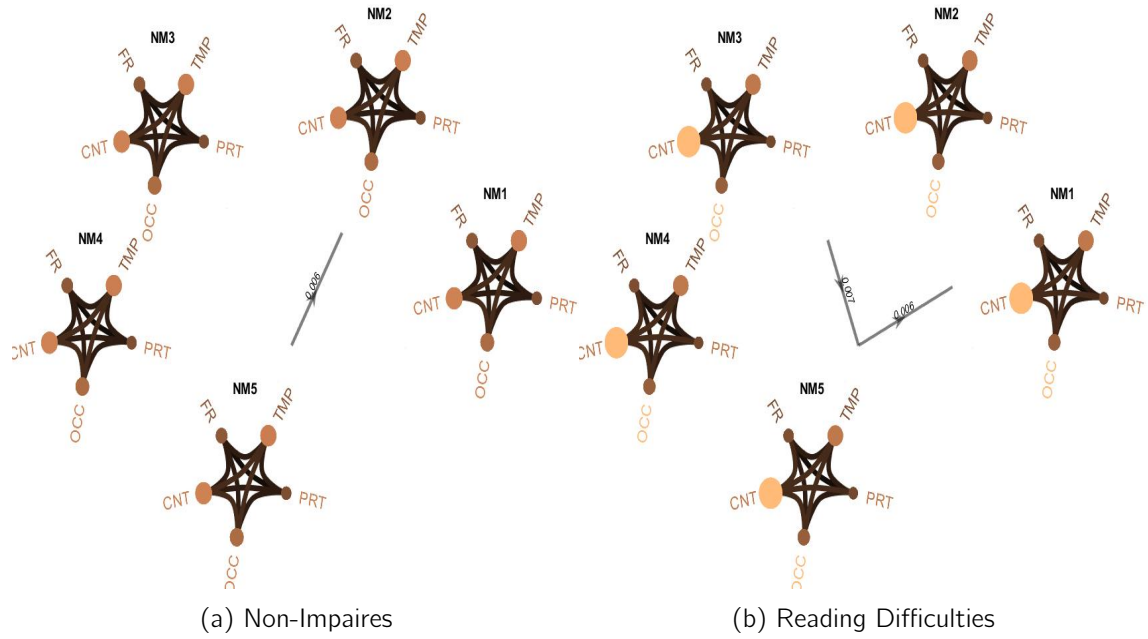 NM3
FR
TMP
CNT
PRT
OCC
NM2
FR
TMP
CNT
PRT
OCC
NM1
FR
TMP
CNT
PRT
OCC
NM4
FR
TMP
CNT
PRT
OCC
NM5
FR
TMP
CNT
PRT
OCC
0.006
(a) Non-Impaires
NM3
FR
TMP
CNT
PRT
OCC
NM2
FR
TMP
CNT
PRT
OCC
NM1
FR
TMP
CNT
PRT
OCC
NM4
FR
TMP
CNT
PRT
OCC
NM5
FR
TMP
CNT
PRT
OCC
0.007
0.006
(b) Reading Difficulties